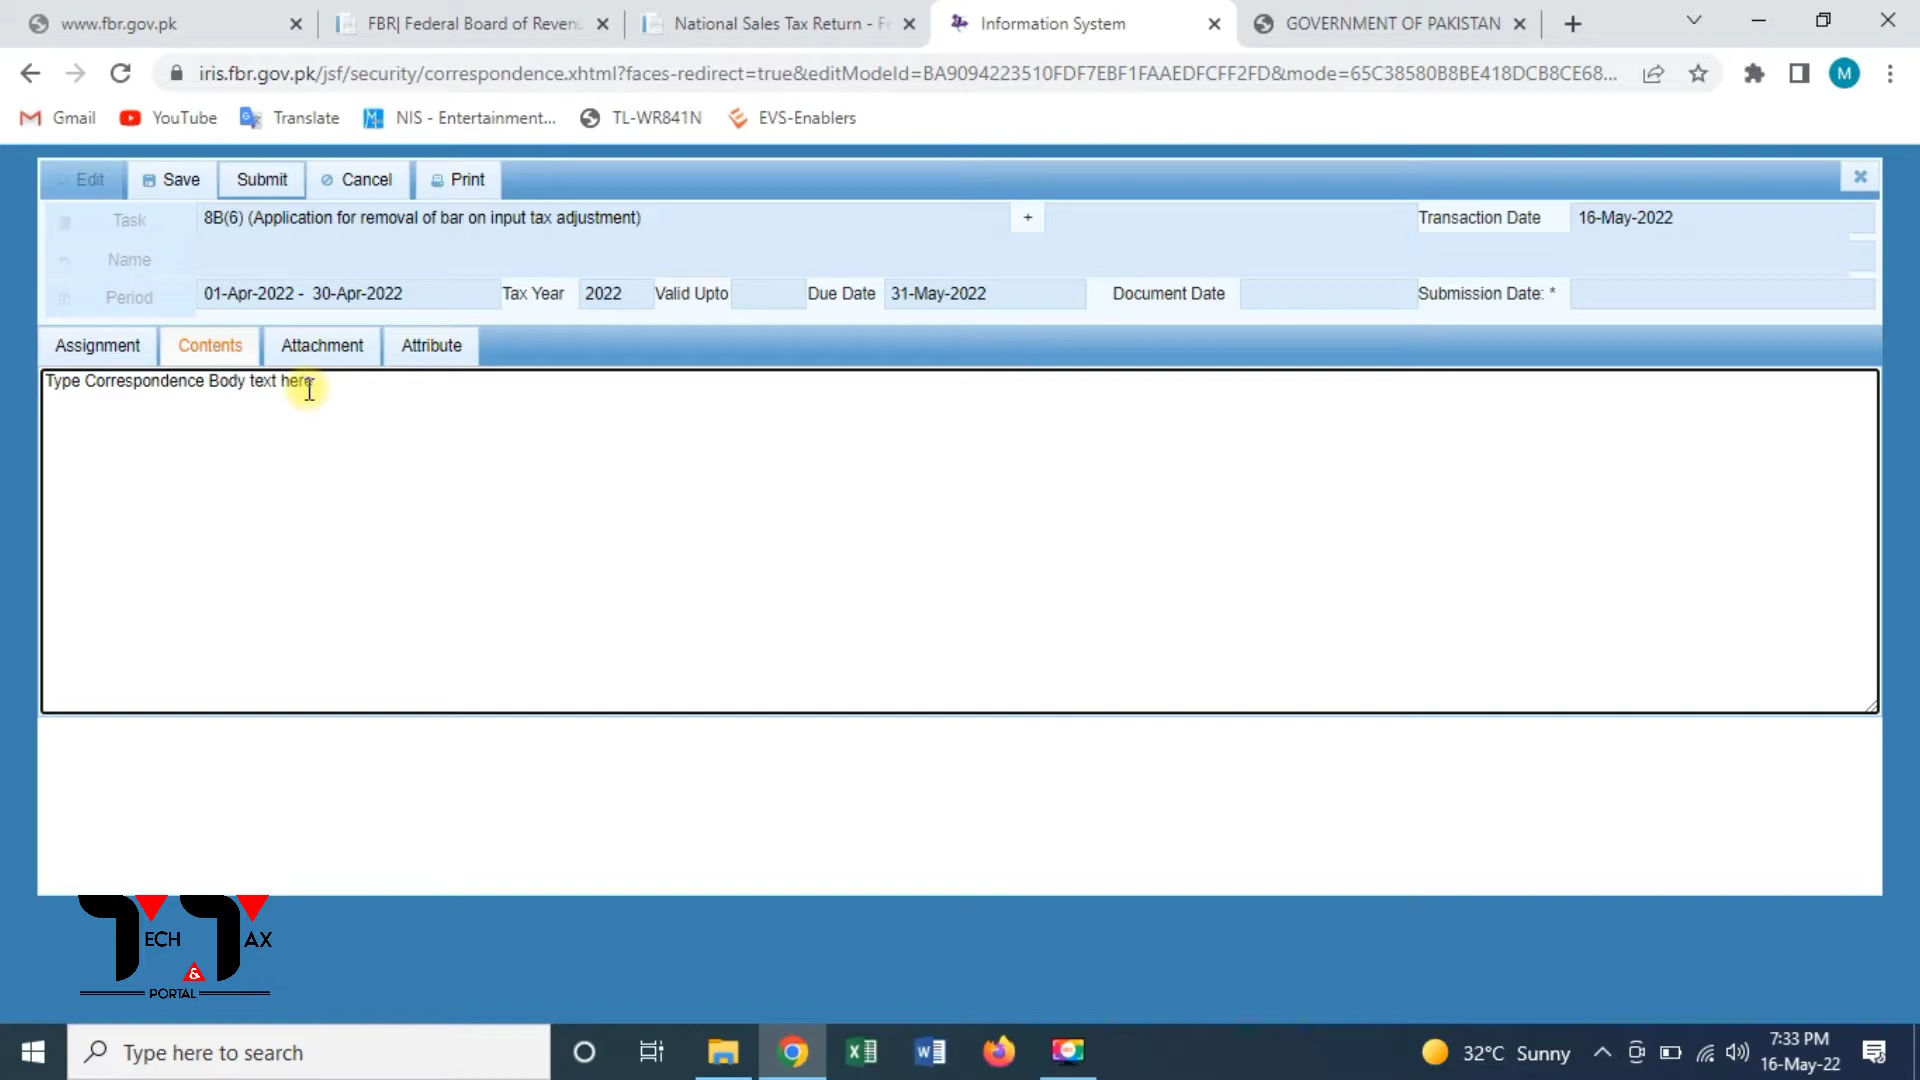 www.fbr.gov.pk
FBR| Federal Board of Revenu
National Sales Tax Return - Fe
Information System
GOVERNMENT OF PAKISTAN
iris.fbr.gov.pk/jsf/security/correspondence.xhtml?faces-redirect=true&editModeId=BA9094223510FDF7EBF1FAAEDFCFF2FD&mode=65C38580B8BE418DCB8CE68...
M
Gmail
YouTube
Translate
NIS - Entertainment...
TL-WR841N
EVS-Enablers
Edit
Save
Submit
Cancel
Print
Task
8B(6) (Application for removal of bar on input tax adjustment)
+
Transaction Date
16-May-2022
Name
Period
01-Apr-2022 - 30-Apr-2022
Tax Year
2022
Valid Upto
Due Date
31-May-2022
Document Date
Submission Date: *
Assignment
Contents
Attachment
Attribute
Type Correspondence Body text here
TECH & TAX
PORTAL
Type here to search
32°C Sunny
7:33 PM
16-May-22